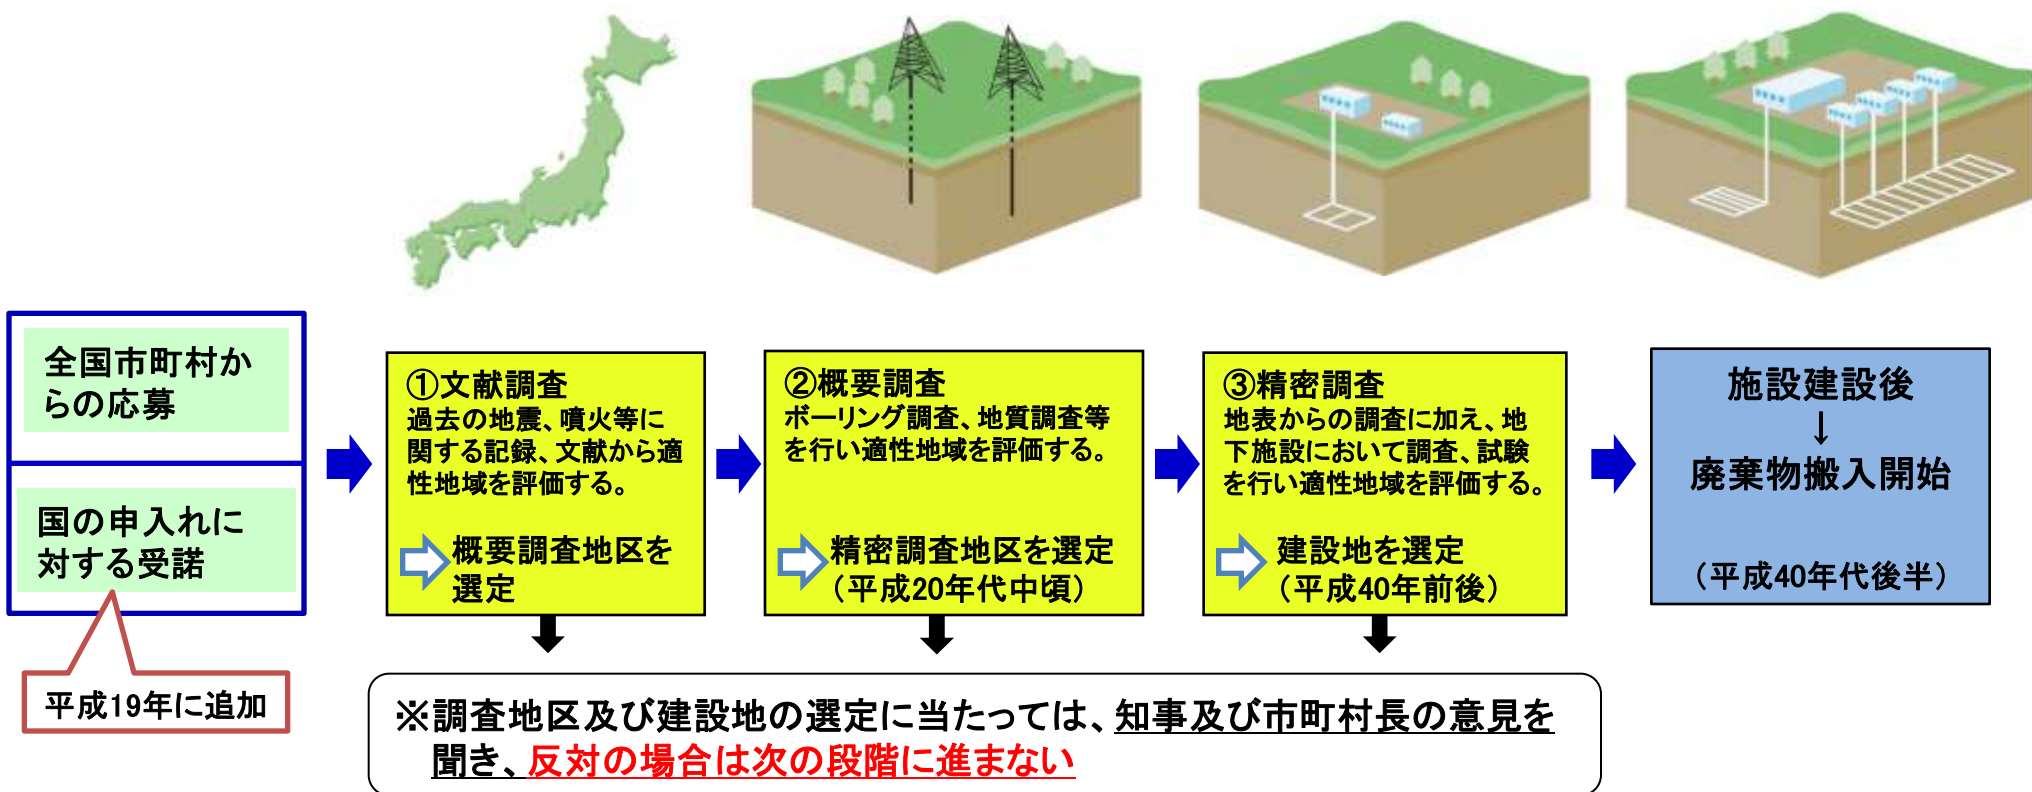 全国市町村か
らの応募
国の申入れに
対する受諾
平成19年に追加
①文献調査
過去の地震、噴火等に
関する記録、文献から適
性地域を評価する。
概要調査地区を
選定
②概要調査
ボーリング調査、地質調査等
を行い適性地域を評価する。
精密調査地区を選定
（平成20年代中頃）
③精密調査
地表からの調査に加え、地
下施設において調査、試験
を行い適性地域を評価する。
建設地を選定
（平成40年前後）
施設建設後
↓
廃棄物搬入開始
（平成40年代後半）
※調査地区及び建設地の選定に当たっては、知事及び市町村長の意見を
聞き、反対の場合は次の段階に進まない